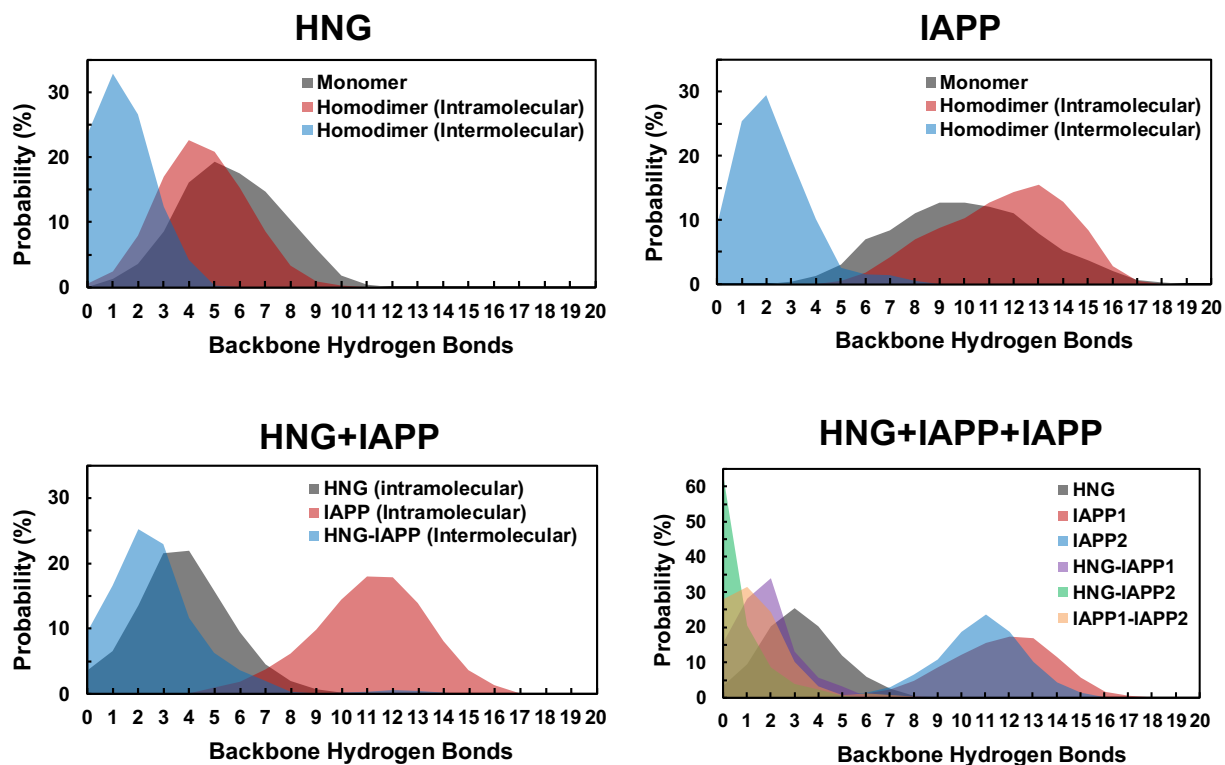 HNG
Probability (%)
30
20
10
0
Monomer
Homodimer (Intramolecular)
Homodimer (Intermolecular)
0 1 2 3 4 5 6 7 8 9 10 11 12 13 14 15 16 17 18 19 20
Backbone Hydrogen Bonds
IAPP
Probability (%)
30
20
10
0
Monomer
Homodimer (Intramolecular)
Homodimer (Intermolecular)
0 1 2 3 4 5 6 7 8 9 10 11 12 13 14 15 16 17 18 19 20
Backbone Hydrogen Bonds
HNG+IAPP
Probability (%)
30
20
10
0
HNG (intramolecular)
IAPP (Intramolecular)
HNG-IAPP (Intermolecular)
0 1 2 3 4 5 6 7 8 9 10 11 12 13 14 15 16 17 18 19 20
Backbone Hydrogen Bonds
HNG+IAPP+IAPP
Probability (%)
60
50
40
30
20
10
0
HNG
IAPP1
IAPP2
HNG-IAPP1
HNG-IAPP2
IAPP1-IAPP2
0 1 2 3 4 5 6 7 8 9 10 11 12 13 14 15 16 17 18 19 20
Backbone Hydrogen Bonds